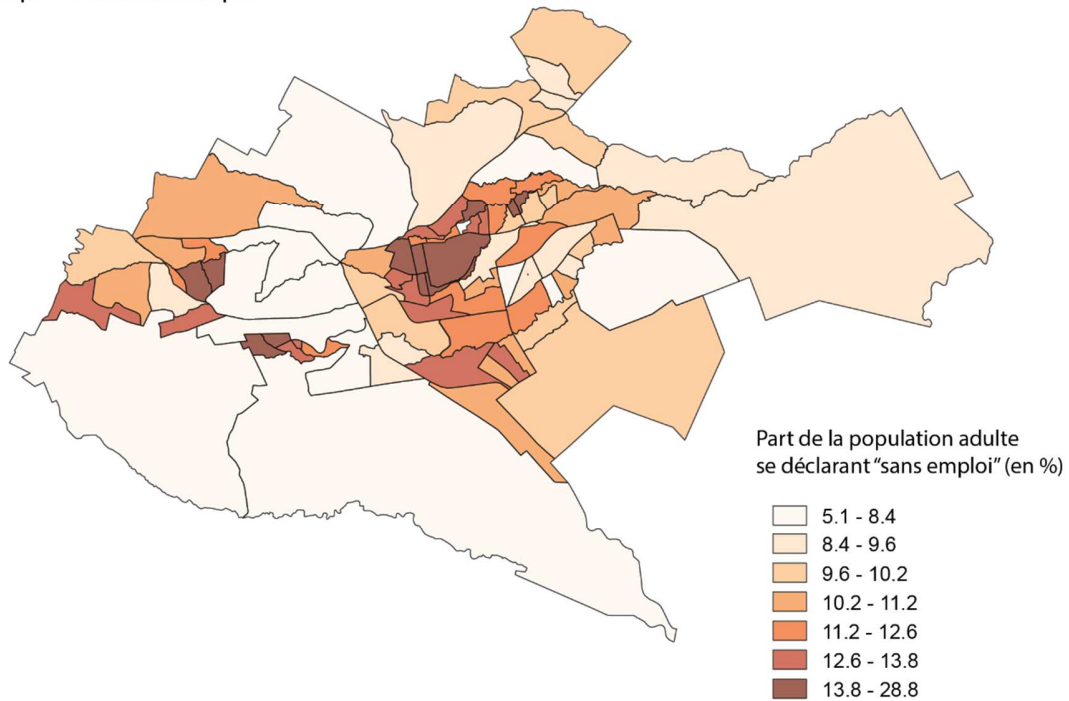 Part de la population adulte
se déclarant “sans emploi” (en %)
5.1 - 8.4
8.4 - 9.6
9.6 - 10.2
10.2 - 11.2
11.2 - 12.6
12.6 - 13.8
13.8 - 28.8